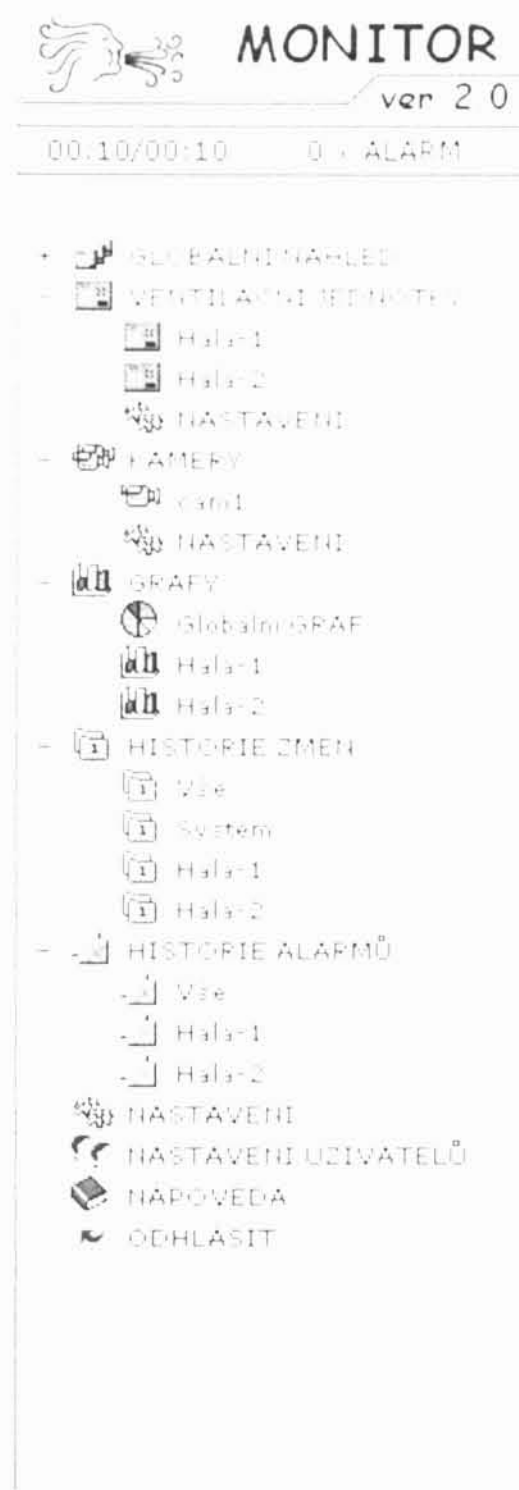 MONITOR
ver 2 0
00:10/00:10 0 x ALARM
+ GLOBALNI NAHLED
- VENTILACNI JEDNOTKY
Hala-1
Hala-2
NASTAVENI
- KAMERY
cam1
NASTAVENI
- GRAFY
Globalni GRAF
Hala-1
Hala-2
- HISTORIE ZMEN
Vše
System
Hala-1
Hala-2
- HISTORIE ALARMŮ
Vše
Hala-1
Hala-2
NASTAVENI
NASTAVENI UZIVATELŮ
NAPOVEDA
ODHLASIT